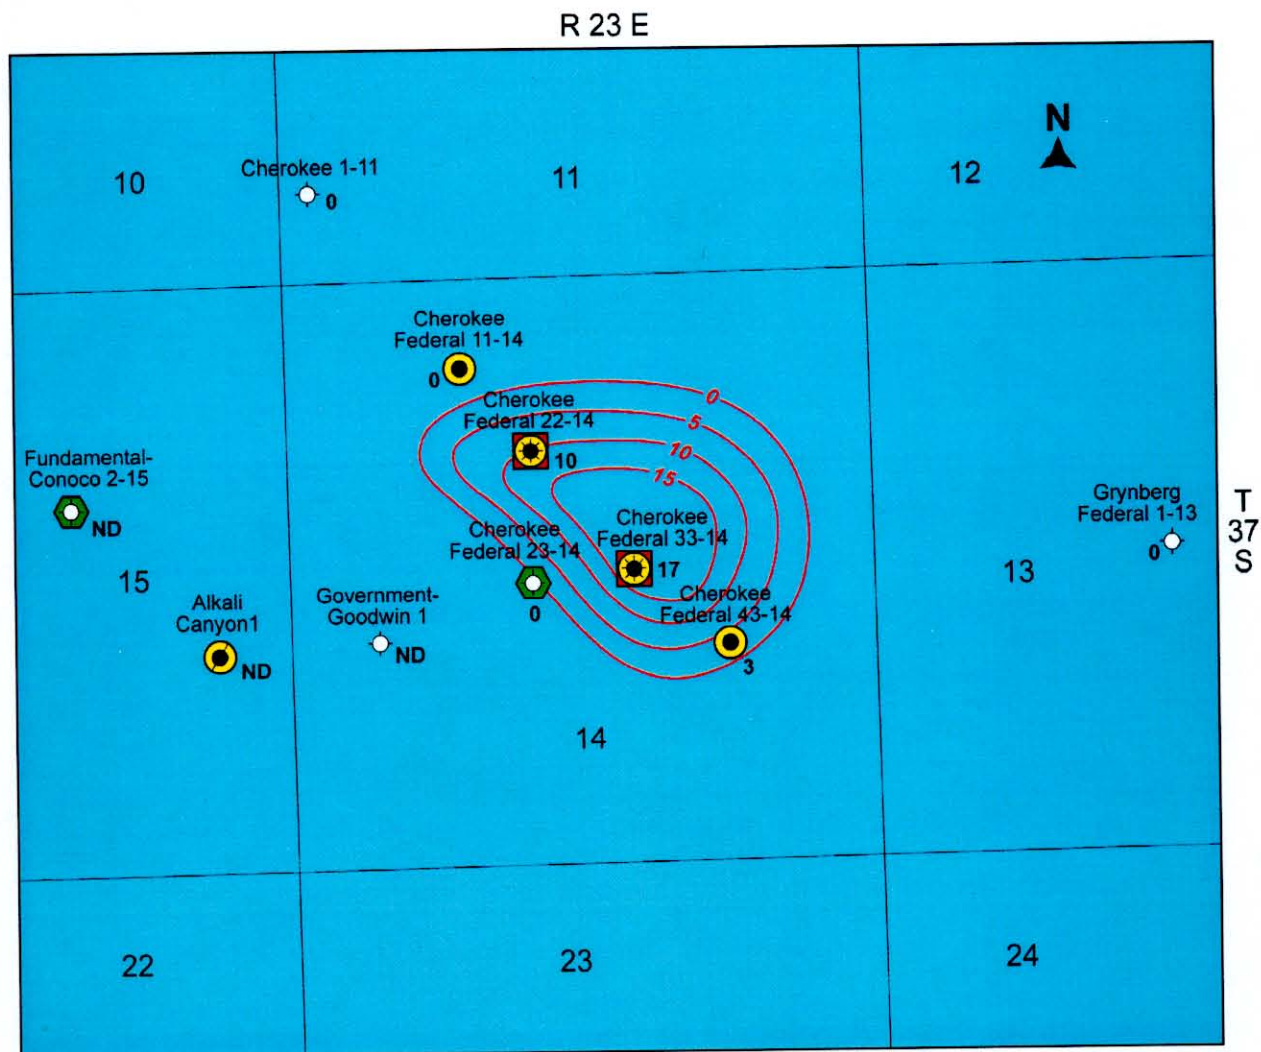 R 23 E
N
10
Cherokee 1-11
0
11
12
Cherokee
Federal 11-14
0
0
Cherokee
Federal 22-14
10
5
10
15
Fundamental-
Conoco 2-15
ND
Cherokee
Federal 23-14
0
Cherokee
Federal 33-14
17
Grynberg
Federal 1-13
0
T
37
S
15
13
Alkali
Canyon1
ND
Government-
Goodwin 1
ND
Cherokee
Federal 43-14
3
14
22
23
24